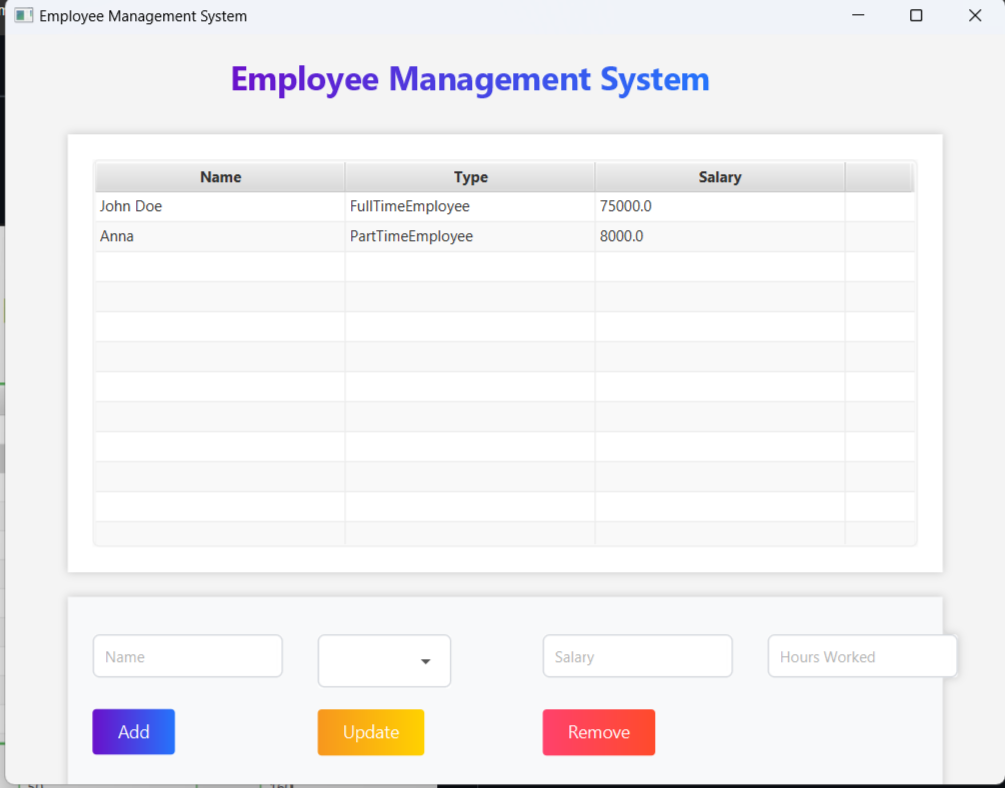 Employee Management System
Employee Management System
Name Type Salary
John Doe FullTimeEmployee 75000.0
Anna PartTimeEmployee 8000.0
Name Salary Hours Worked
Add Update Remove